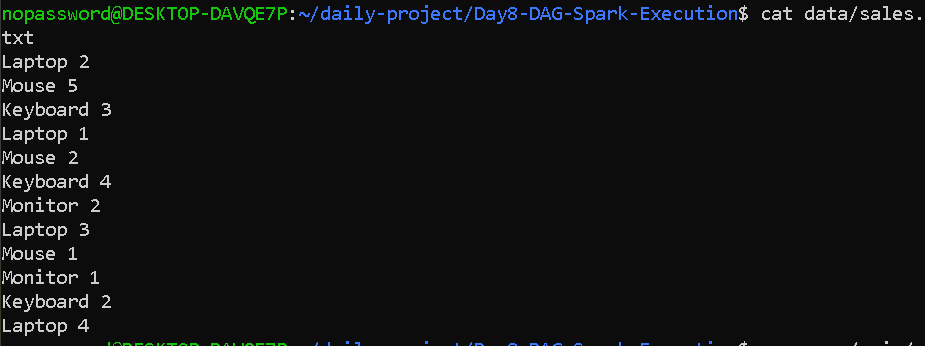 nopassword@DESKTOP-DAVQE7P:~/daily-project/Day8-DAG-Spark-Execution$ cat data/sales.
txt
Laptop 2
Mouse 5
Keyboard 3
Laptop 1
Mouse 2
Keyboard 4
Monitor 2
Laptop 3
Mouse 1
Monitor 1
Keyboard 2
Laptop 4